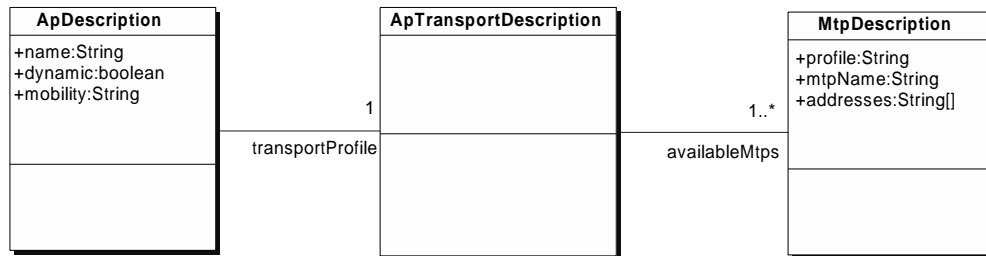 ApDescription
+name:String
+dynamic:boolean
+mobility:String
1
transportProfile
ApTransportDescription
1..*
availableMtps
MtpDescription
+profile:String
+mtpName:String
+addresses:String[]